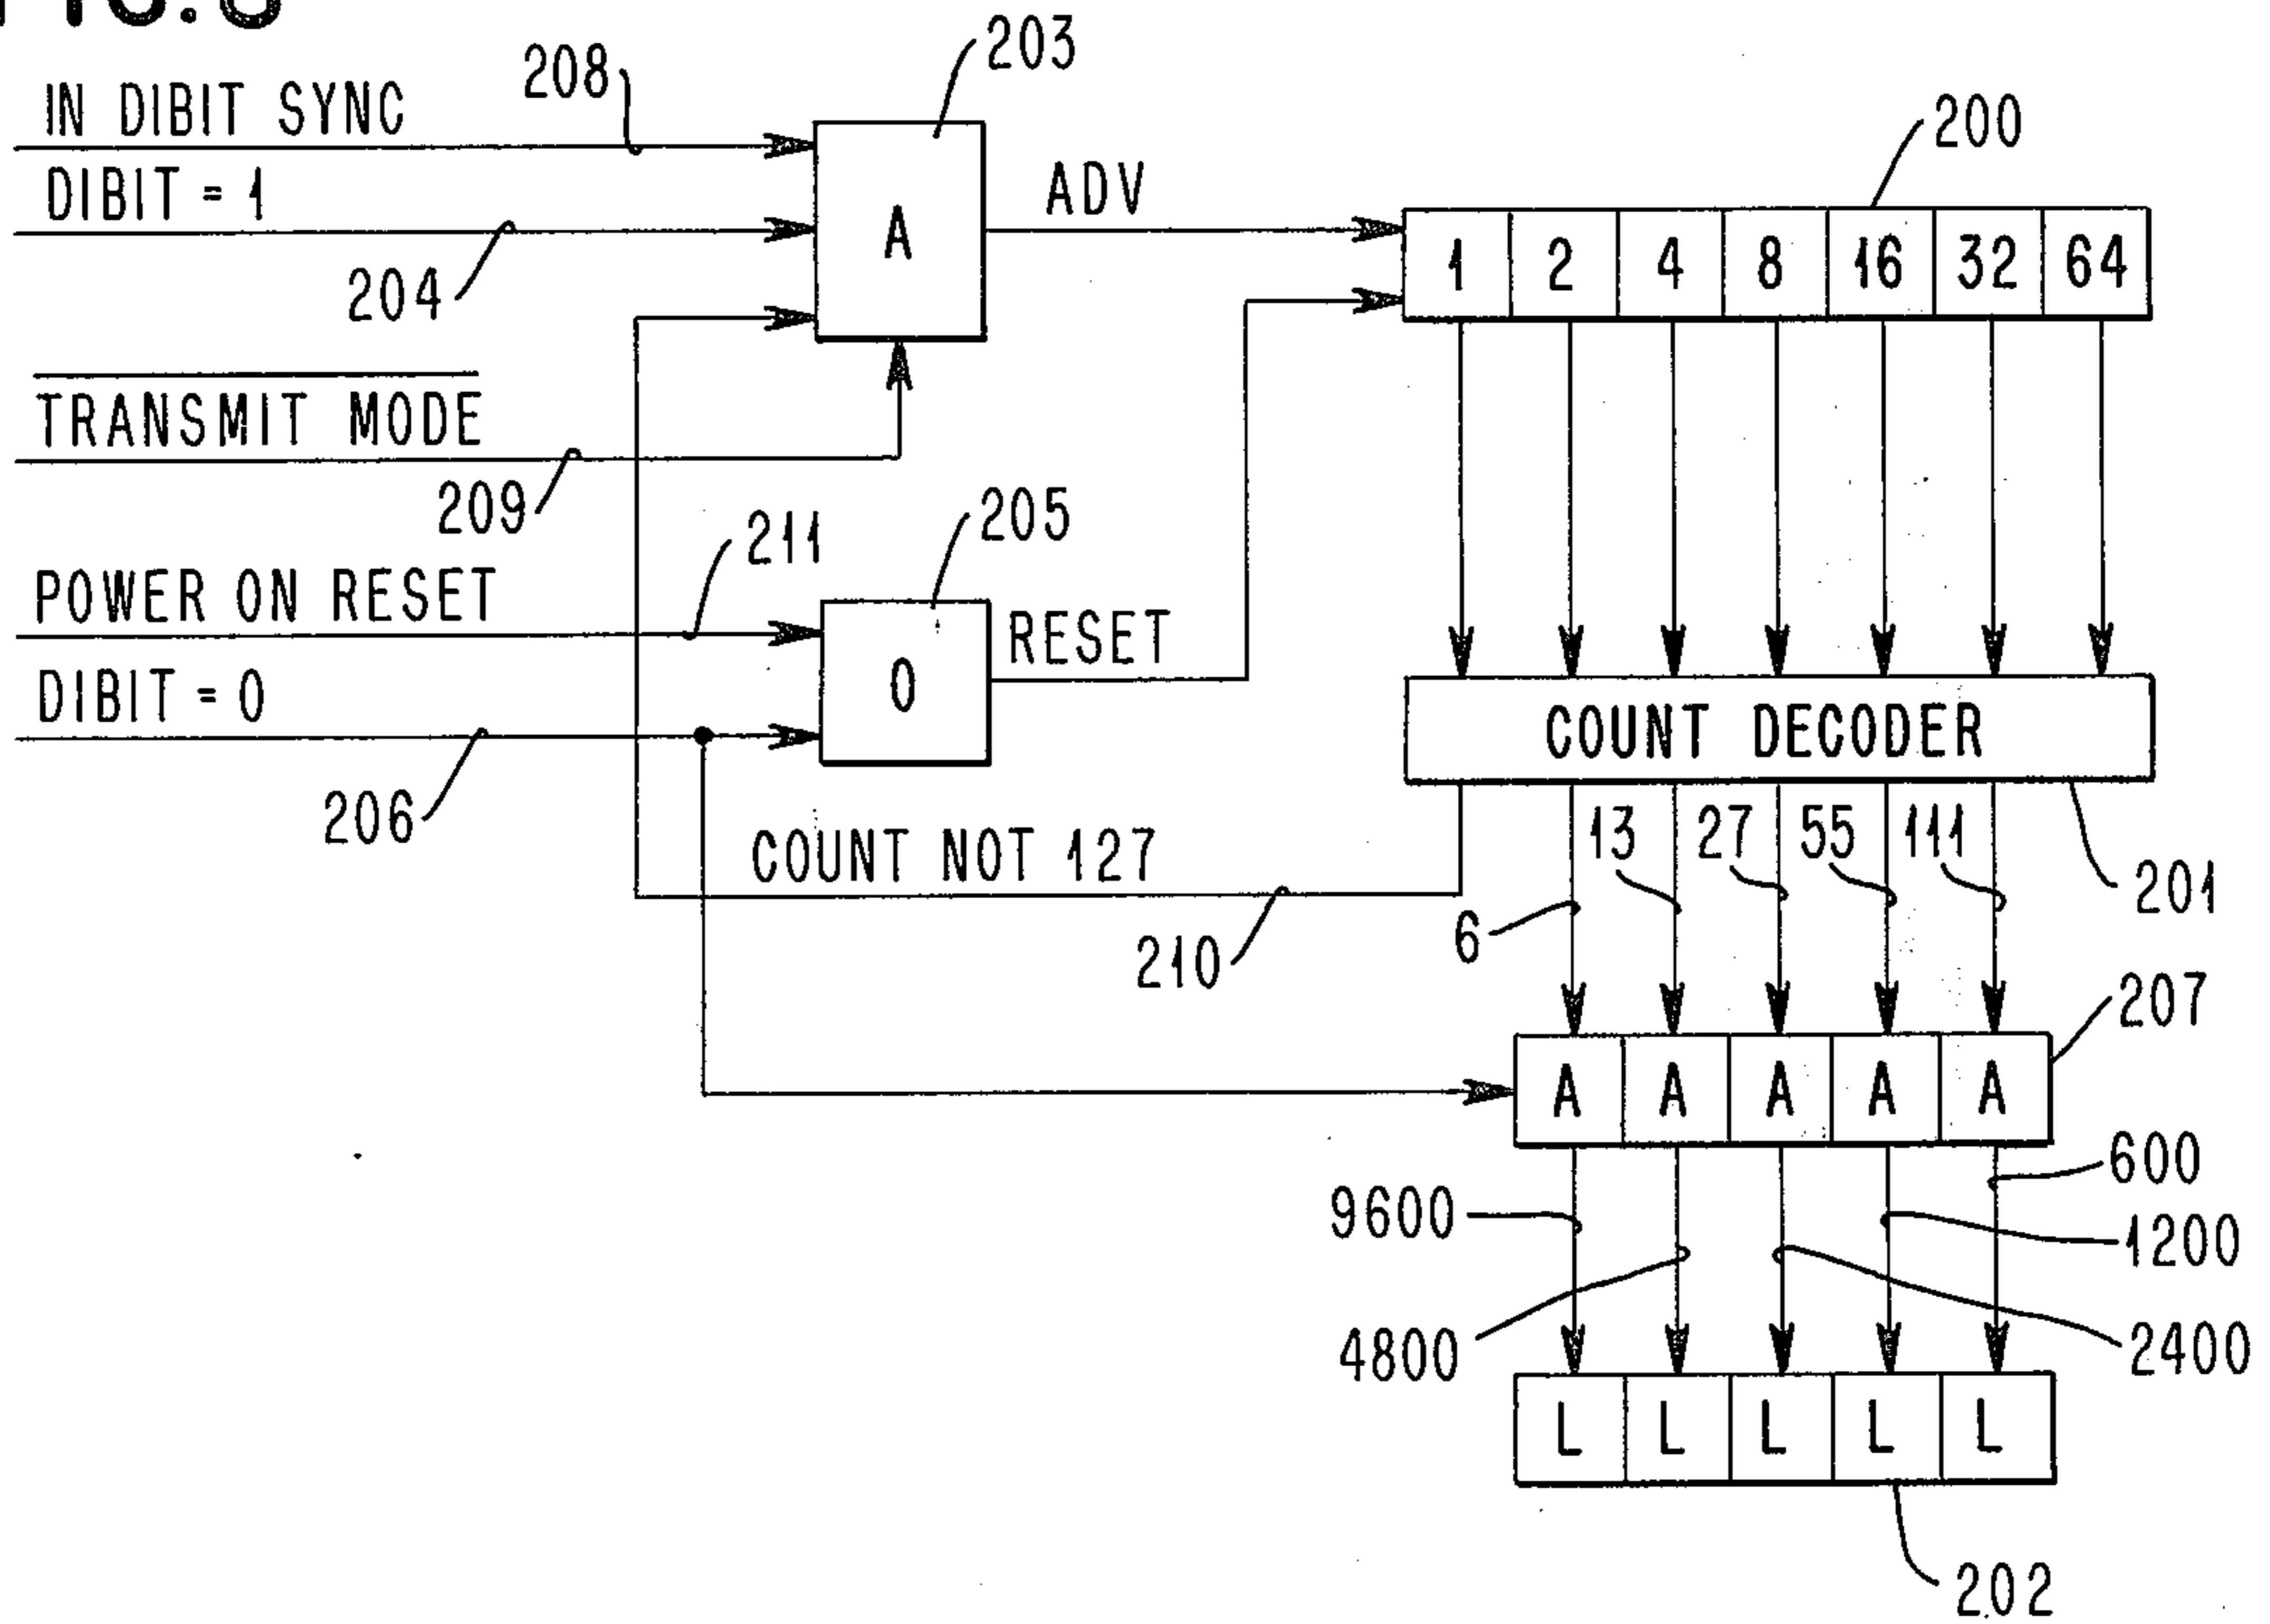 203
208
IN DIBIT SYNC
200
DIBIT = 1
A
ADV
1 2 4 8 16 32 64
204
TRANSMIT MODE
209
211
205
POWER ON RESET
RESET
O
DIBIT = 0
COUNT DECODER
206
COUNT NOT 127
13 27 55 111
201
6
210
207
A A A A A
600
9600
1200
4800
2400
L L L L L
202